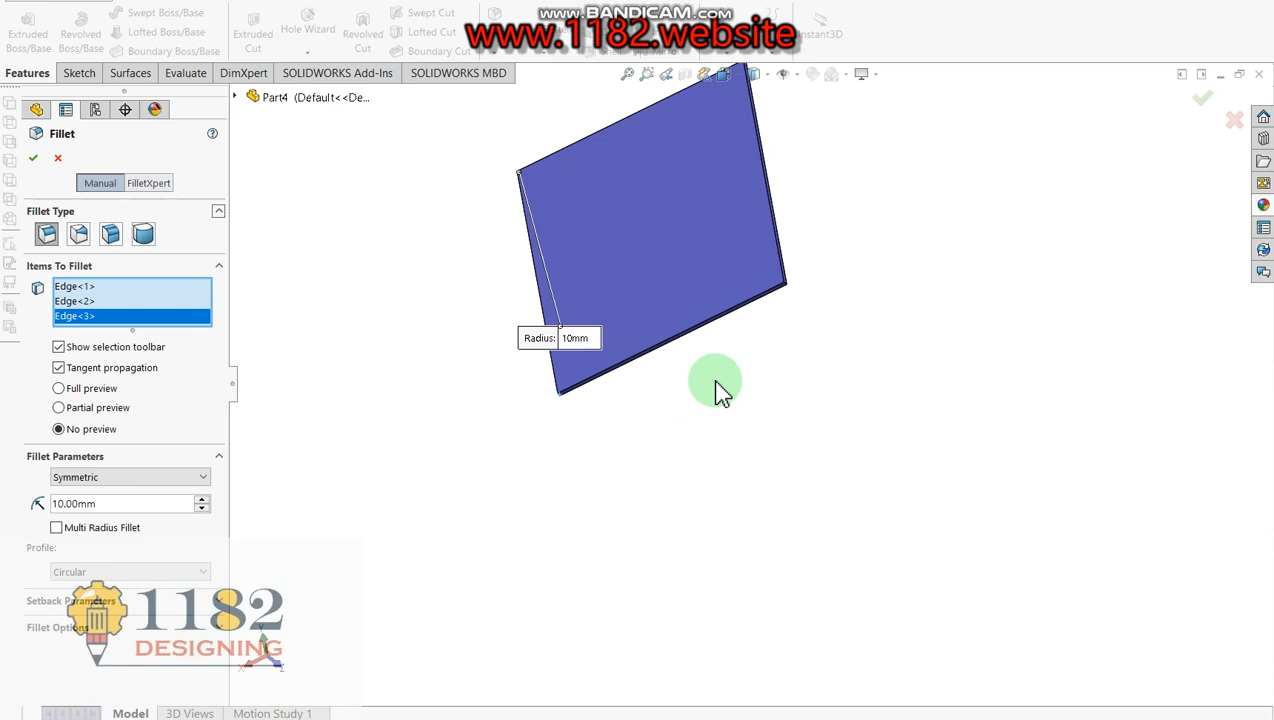 www.BANDICAM.com
www.1182.website
Extruded Boss/Base
Revolved Boss/Base
Swept Boss/Base
Lofted Boss/Base
Boundary Boss/Base
Extruded Cut
Hole Wizard
Revolved Cut
Swept Cut
Lofted Cut
Boundary Cut
Instant3D
Features
Sketch
Surfaces
Evaluate
DimXpert
SOLIDWORKS Add-Ins
SOLIDWORKS MBD
Part4 (Default<<De...
Fillet
Manual
FilletXpert
Fillet Type
Items To Fillet
Edge<1>
Edge<2>
Edge<3>
Show selection toolbar
Tangent propagation
Full preview
Partial preview
No preview
Fillet Parameters
Symmetric
10.00mm
Multi Radius Fillet
Profile:
Circular
Setback Parameters
Fillet Options
Radius: 10mm
1182
DESIGNING
Y
X
Z
Model
3D Views
Motion Study 1